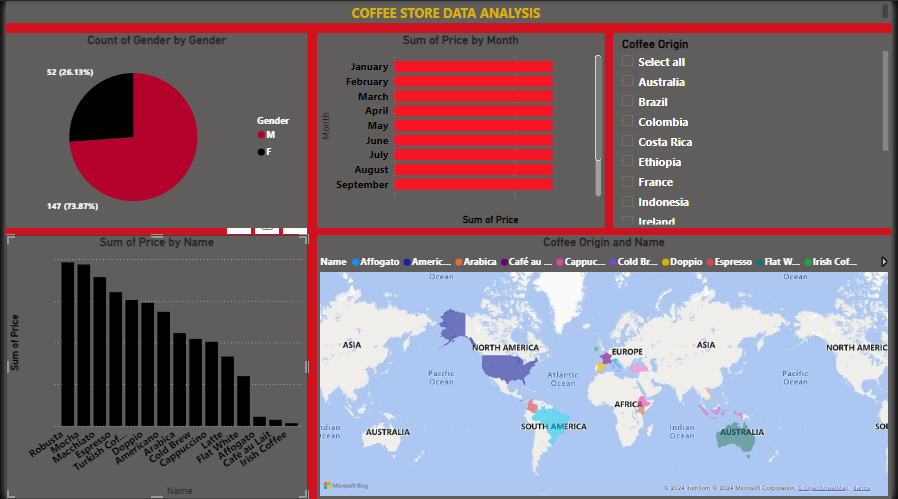 COFFEE STORE DATA ANALYSIS
Count of Gender by Gender
52 (26.13%)
147 (73.87%)
Gender
M
F
Sum of Price by Month
Month
January
February
March
April
May
June
July
August
September
Sum of Price
Coffee Origin
Select all
Australia
Brazil
Colombia
Costa Rica
Ethiopia
France
Indonesia
Ireland
Sum of Price by Name
Sum of Price
Robusta
Mocha
Macchiato
Espresso
Turkish Cof...
Doppio
Americano
Arabica
Cold Brew
Cappuccino
Latte
Flat White
Affogato
Café au Lait
Irish Coffee
Name
Coffee Origin and Name
Name Affogato Americ... Arabica Café au ... Cappuc... Cold Br... Doppio Espresso Flat W... Irish Cof...
Ocean
Ocean
ASIA
NORTH AMERICA
EUROPE
ASIA
NORTH AMERIC
Pacific
Ocean
Atlantic
Ocean
Pacific
Ocean
AFRICA
SOUTH AMERICA
AUSTRALIA
Indian
Ocean
AUSTRALIA
SOU
Microsoft Bing
© 2024 TomTom, © 2024 Microsoft Corporation, © OpenStreetMap Terms